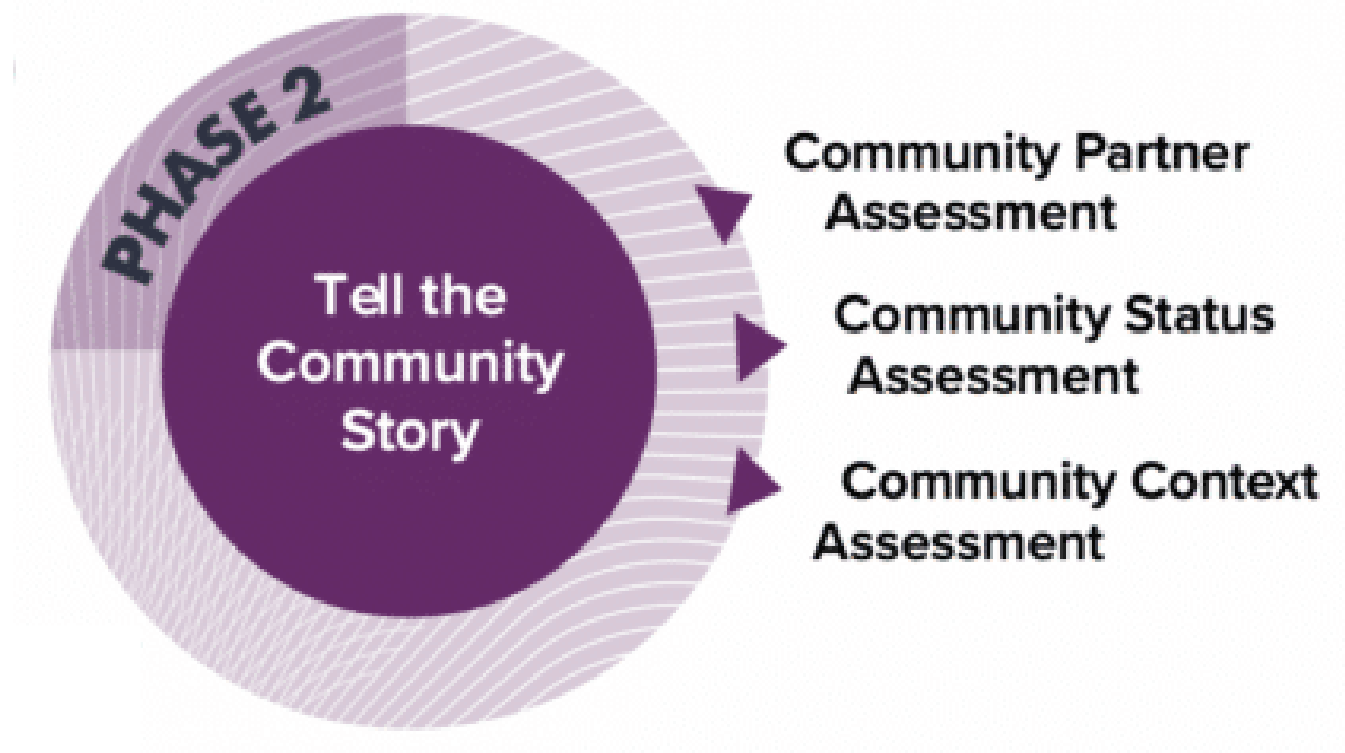 PHASE 2
Tell the
Community
Story
Community Partner
Assessment
Community Status
Assessment
Community Context
Assessment